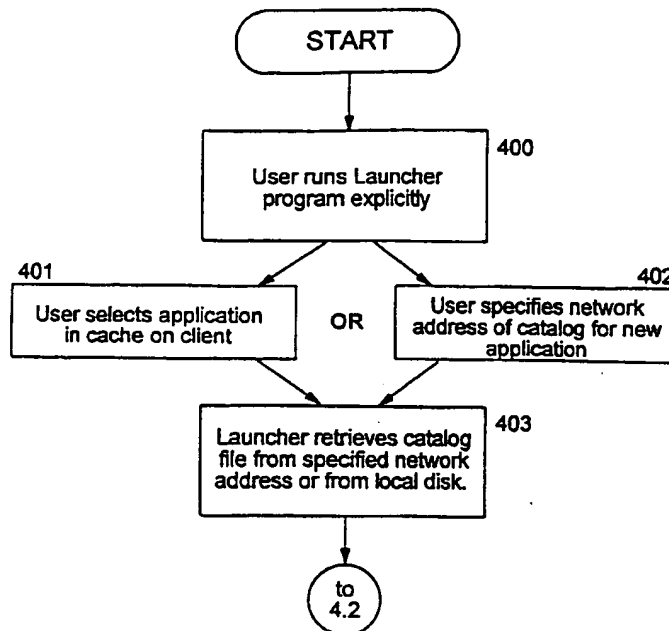 START
400
User runs Launcher
program explicitly
401
User selects application
in cache on client
OR
402
User specifies network
address of catalog for new
application
403
Launcher retrieves catalog
file from specified network
address or from local disk.
to
4.2